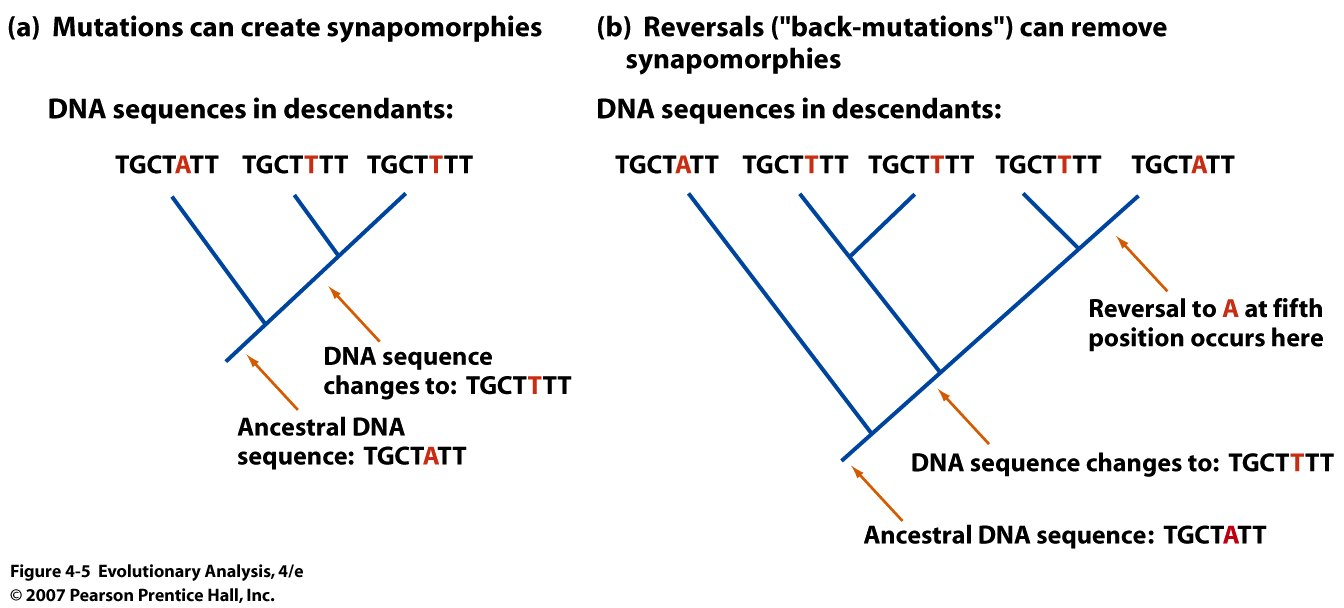 (a) Mutations can create synapomorphies
DNA sequences in descendants:
TGCTATT TGCTTTT TGCTTTT
DNA sequence
changes to: TGCTTTT
Ancestral DNA
sequence: TGCTATT
(b) Reversals ("back-mutations") can remove
synapomorphies
DNA sequences in descendants:
TGCTATT TGCTTTT TGCTTTT TGCTTTT TGCTATT
Reversal to A at fifth
position occurs here
DNA sequence changes to: TGCTTTT
Ancestral DNA sequence: TGCTATT
Figure 4-5 Evolutionary Analysis, 4/e
© 2007 Pearson Prentice Hall, Inc.